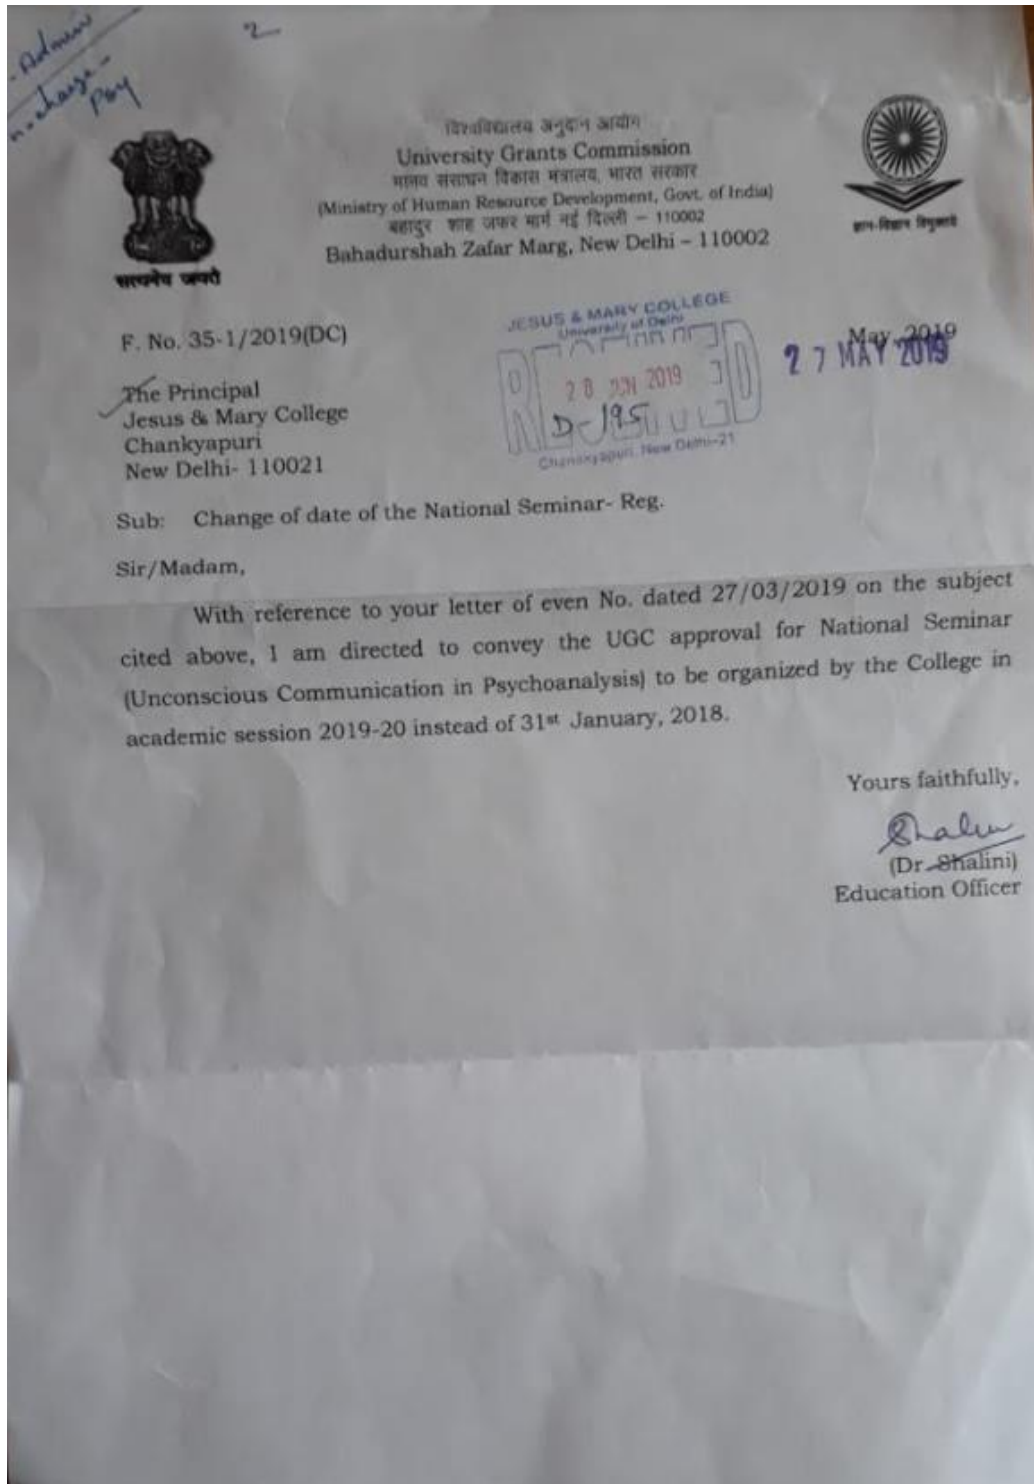 - Admin
n-charge -
Psy
2
विश्वविद्यालय अनुदान आयोग
University Grants Commission
मानव संसाधन विकास मंत्रालय, भारत सरकार
(Ministry of Human Resource Development, Govt. of India)
बहादुर शाह जफर मार्ग नई दिल्ली – 110002
Bahadurshah Zafar Marg, New Delhi – 110002
सत्यमेव जयते
ज्ञान-विज्ञान विमुक्तये
F. No. 35-1/2019(DC)
May, 2019
27 MAY 2019
JESUS & MARY COLLEGE
University of Delhi
28 JUN 2019
D-195
Chanakyapuri, New Delhi-21
The Principal
Jesus & Mary College
Chankyapuri
New Delhi- 110021
Sub: Change of date of the National Seminar- Reg.
Sir/Madam,
With reference to your letter of even No. dated 27/03/2019 on the subject
cited above, I am directed to convey the UGC approval for National Seminar
(Unconscious Communication in Psychoanalysis) to be organized by the College in
academic session 2019-20 instead of 31st January, 2018.
Yours faithfully,
Shalini
(Dr. Shalini)
Education Officer